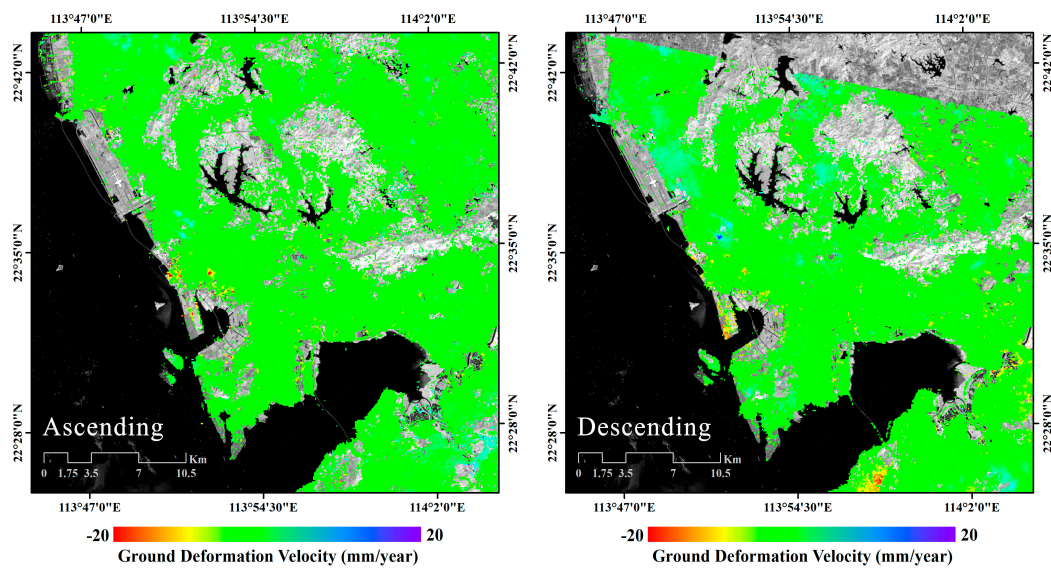 113°47'0"E 113°54'30"E 114°2'0"E
22°42'0"N
22°35'0"N
22°28'0"N
22°42'0"N
22°35'0"N
22°28'0"N
Ascending
Km
0 1.75 3.5 7 10.5
113°47'0"E 113°54'30"E 114°2'0"E
-20 20
Ground Deformation Velocity (mm/year)
113°47'0"E 113°54'30"E 114°2'0"E
22°42'0"N
22°35'0"N
22°28'0"N
22°42'0"N
22°35'0"N
22°28'0"N
Descending
Km
0 1.75 3.5 7 10.5
113°47'0"E 113°54'30"E 114°2'0"E
-20 20
Ground Deformation Velocity (mm/year)